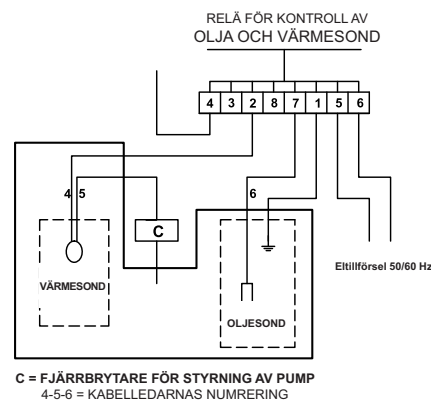 RELÄ FÖR KONTROLL AV
OLJA OCH VÄRMESOND
4 3 2 8 7 1 5 6
4 5
6
C
VÄRMESOND
OLJESOND
Eltillförsel 50/60 Hz
C = FJÄRRBRYTARE FÖR STYRNING AV PUMP
4-5-6 = KABELLEDARNAS NUMRERING